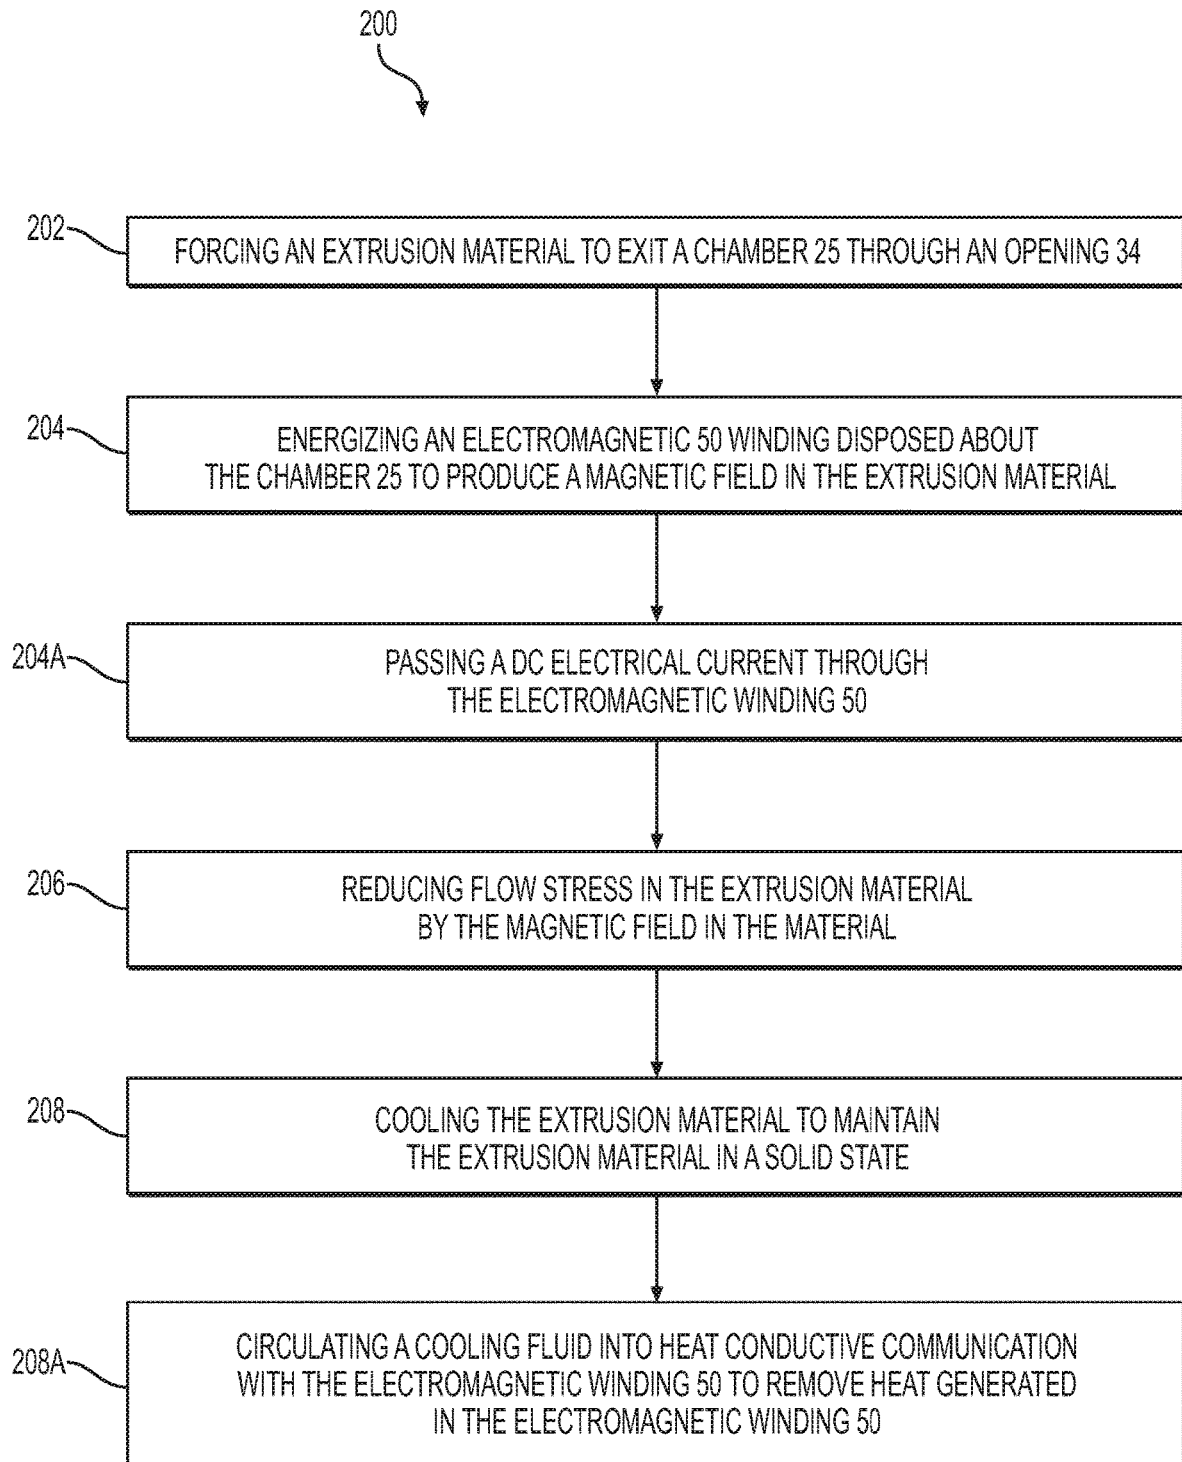 200
202
FORCING AN EXTRUSION MATERIAL TO EXIT A CHAMBER 25 THROUGH AN OPENING 34
204
ENERGIZING AN ELECTROMAGNETIC 50 WINDING DISPOSED ABOUT
THE CHAMBER 25 TO PRODUCE A MAGNETIC FIELD IN THE EXTRUSION MATERIAL
204A
PASSING A DC ELECTRICAL CURRENT THROUGH
THE ELECTROMAGNETIC WINDING 50
206
REDUCING FLOW STRESS IN THE EXTRUSION MATERIAL
BY THE MAGNETIC FIELD IN THE MATERIAL
208
COOLING THE EXTRUSION MATERIAL TO MAINTAIN
THE EXTRUSION MATERIAL IN A SOLID STATE
208A
CIRCULATING A COOLING FLUID INTO HEAT CONDUCTIVE COMMUNICATION
WITH THE ELECTROMAGNETIC WINDING 50 TO REMOVE HEAT GENERATED
IN THE ELECTROMAGNETIC WINDING 50